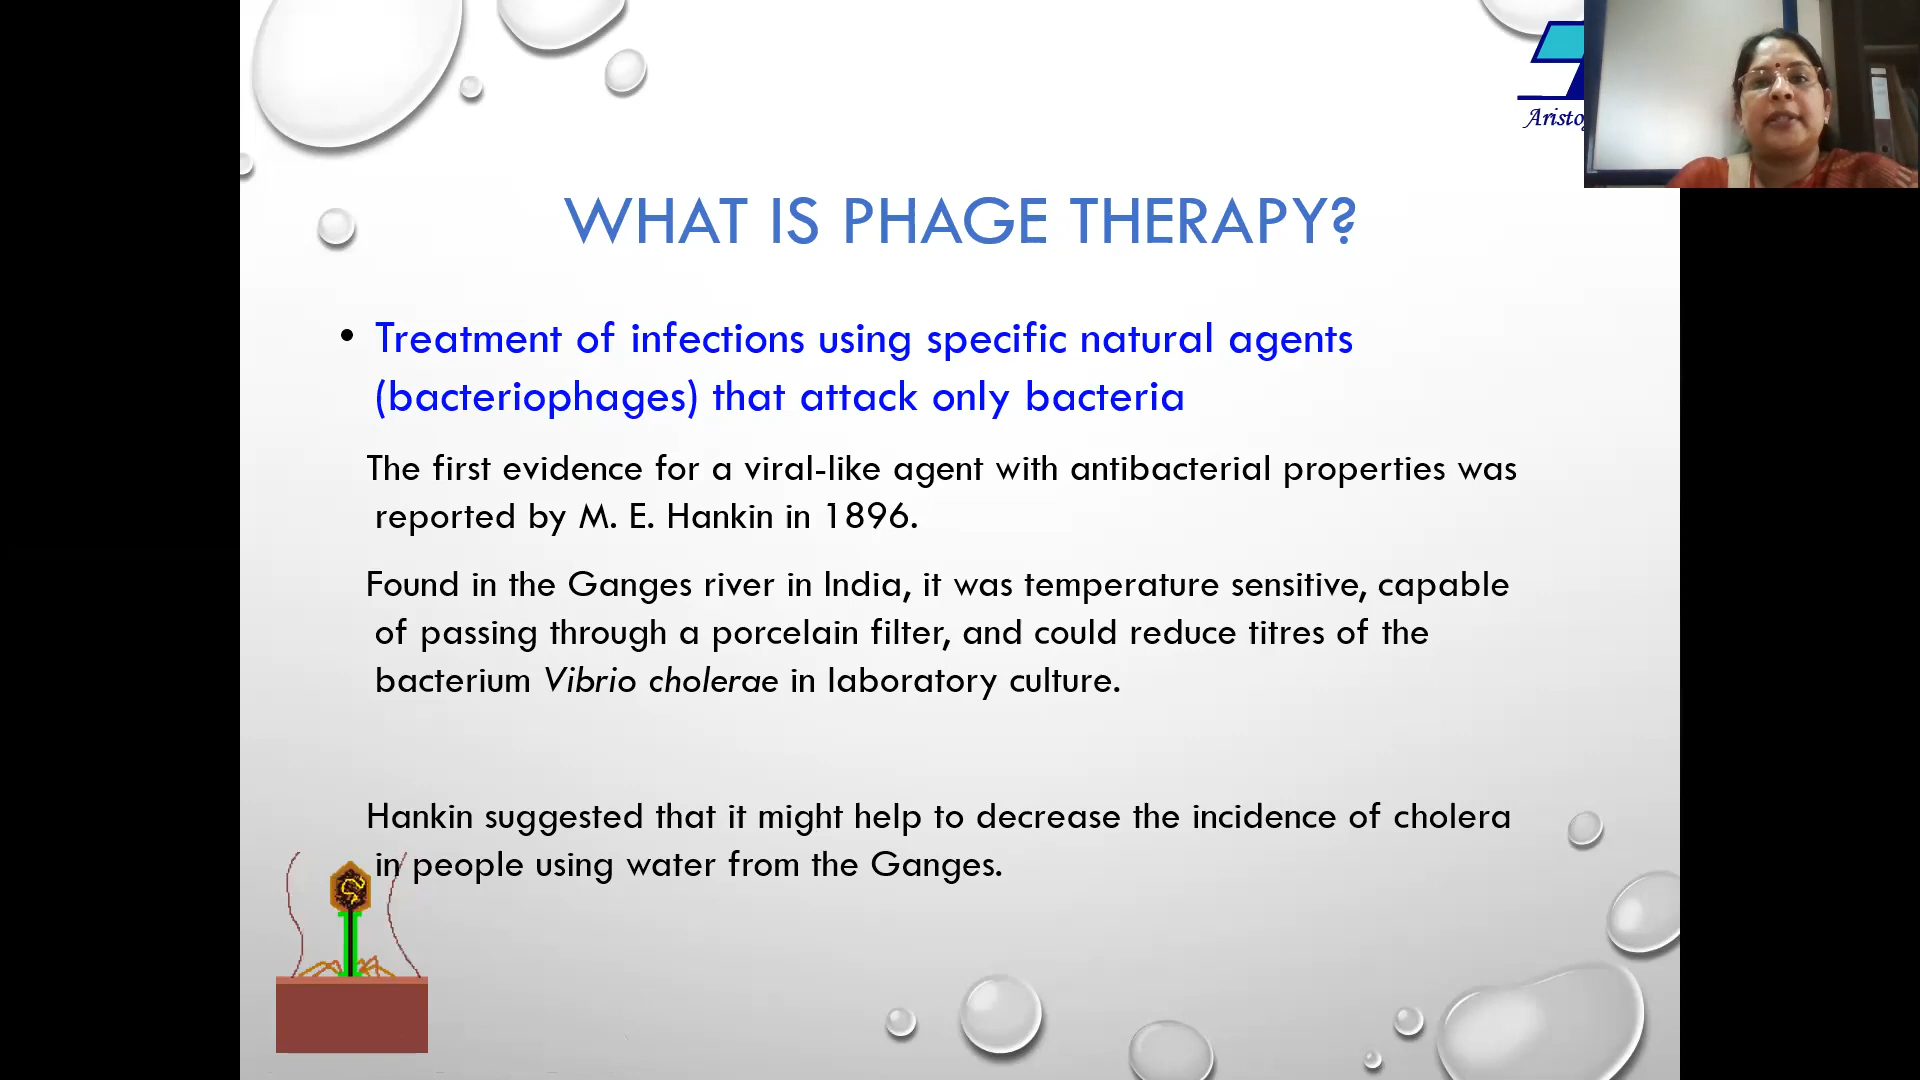 WHAT IS PHAGE THERAPY?
• Treatment of infections using specific natural agents
(bacteriophages) that attack only bacteria
The first evidence for a viral-like agent with antibacterial properties was
reported by M. E. Hankin in 1896.
Found in the Ganges river in India, it was temperature sensitive, capable
of passing through a porcelain filter, and could reduce titres of the
bacterium Vibrio cholerae in laboratory culture.
Hankin suggested that it might help to decrease the incidence of cholera
in people using water from the Ganges.